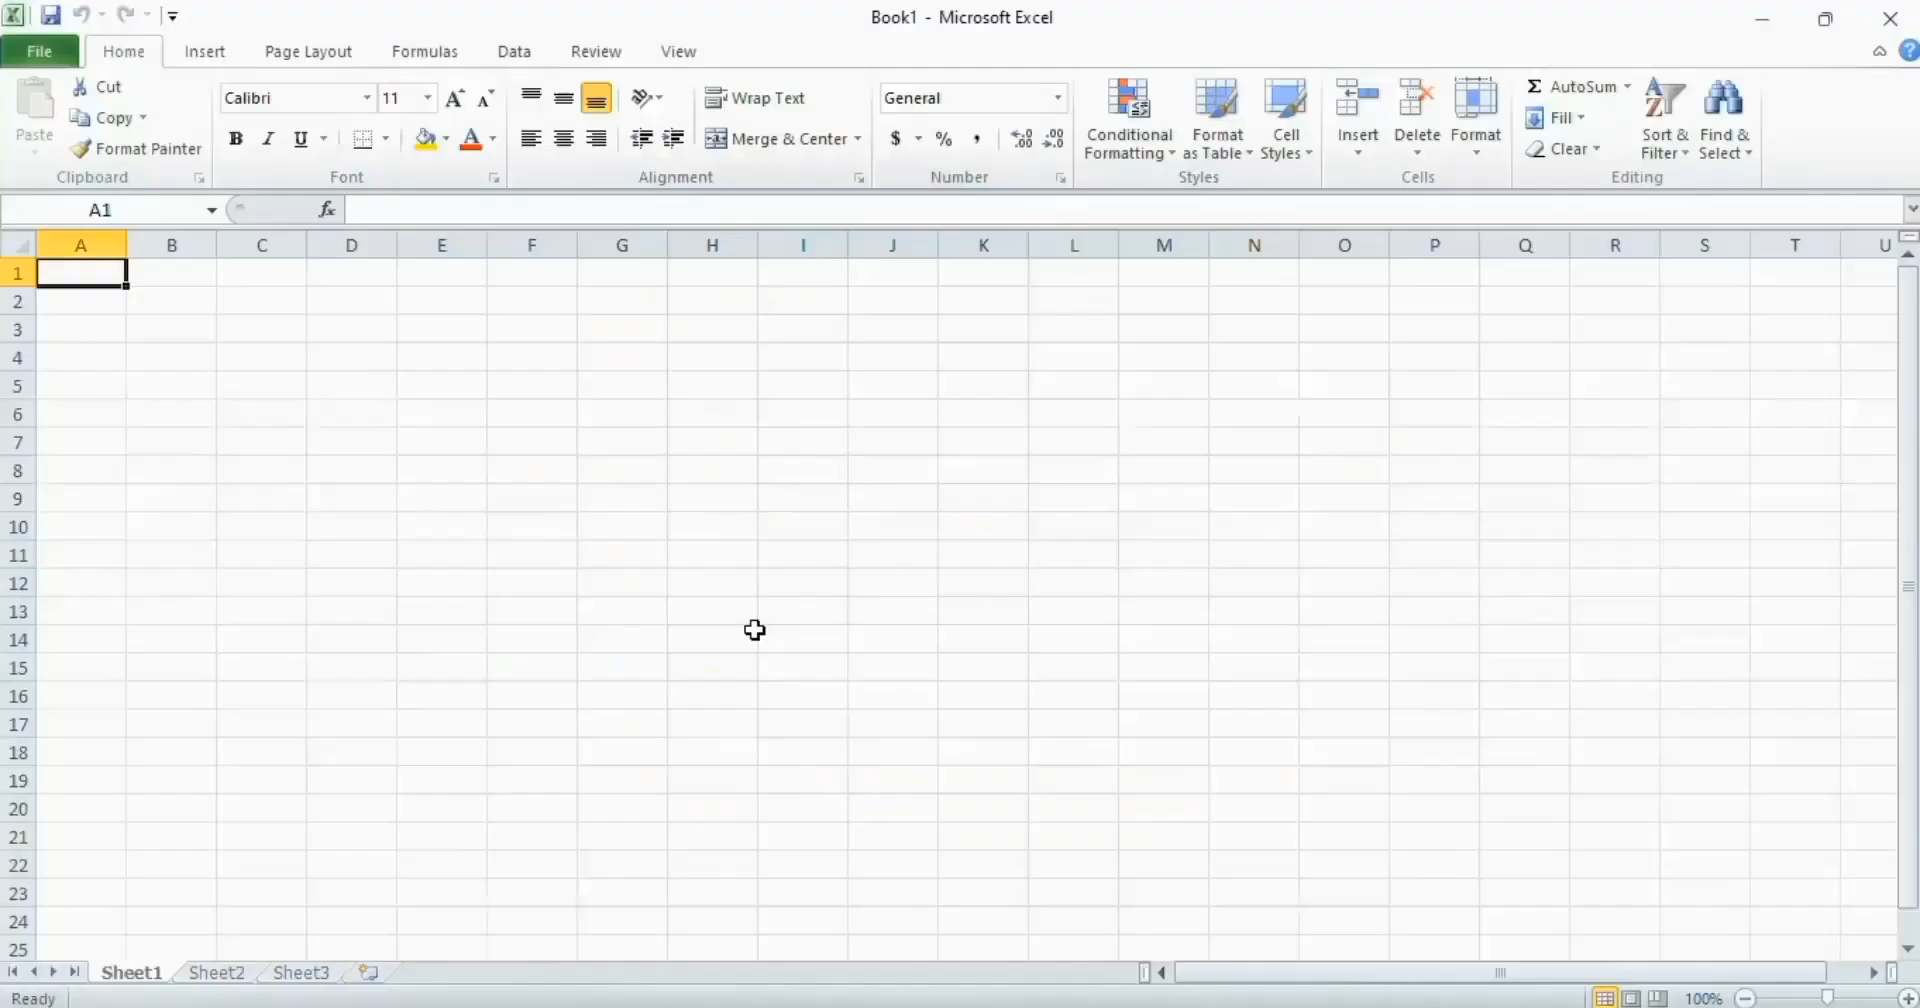 Book1 - Microsoft Excel
File Home Insert Page Layout Formulas Data Review View
Paste
Cut
Copy
Format Painter
Clipboard
Calibri 11
B I U
Font
Wrap Text
Merge & Center
Alignment
General
$ % ,
Number
Conditional Formatting
Format as Table
Cell Styles
Styles
Insert Delete Format
Cells
Σ AutoSum
Fill
Clear
Sort & Filter
Find & Select
Editing
A1 fx
A B C D E F G H I J K L M N O P Q R S T U
1
2
3
4
5
6
7
8
9
10
11
12
13
14
15
16
17
18
19
20
21
22
23
24
25
Sheet1 Sheet2 Sheet3
Ready 100%